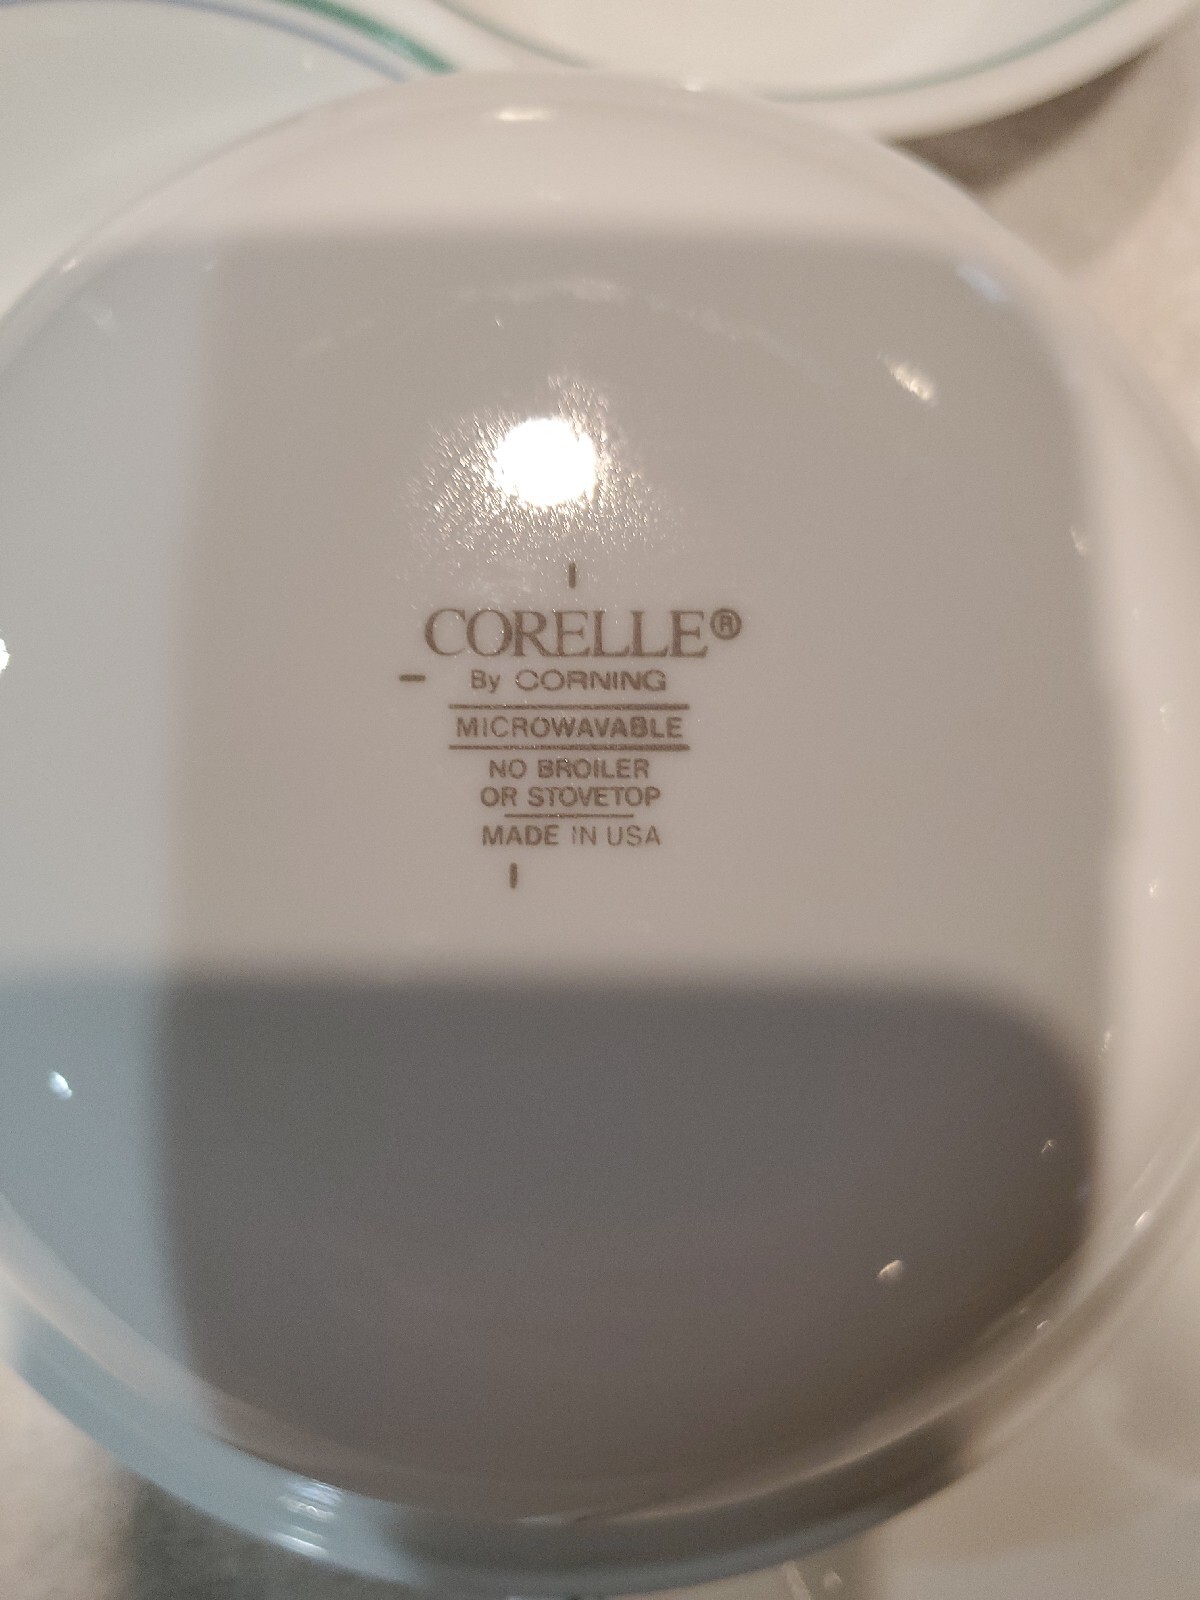 CORELLE®
By CORNING
MICROWAVABLE
NO BROILER
OR STOVETOP
MADE IN USA